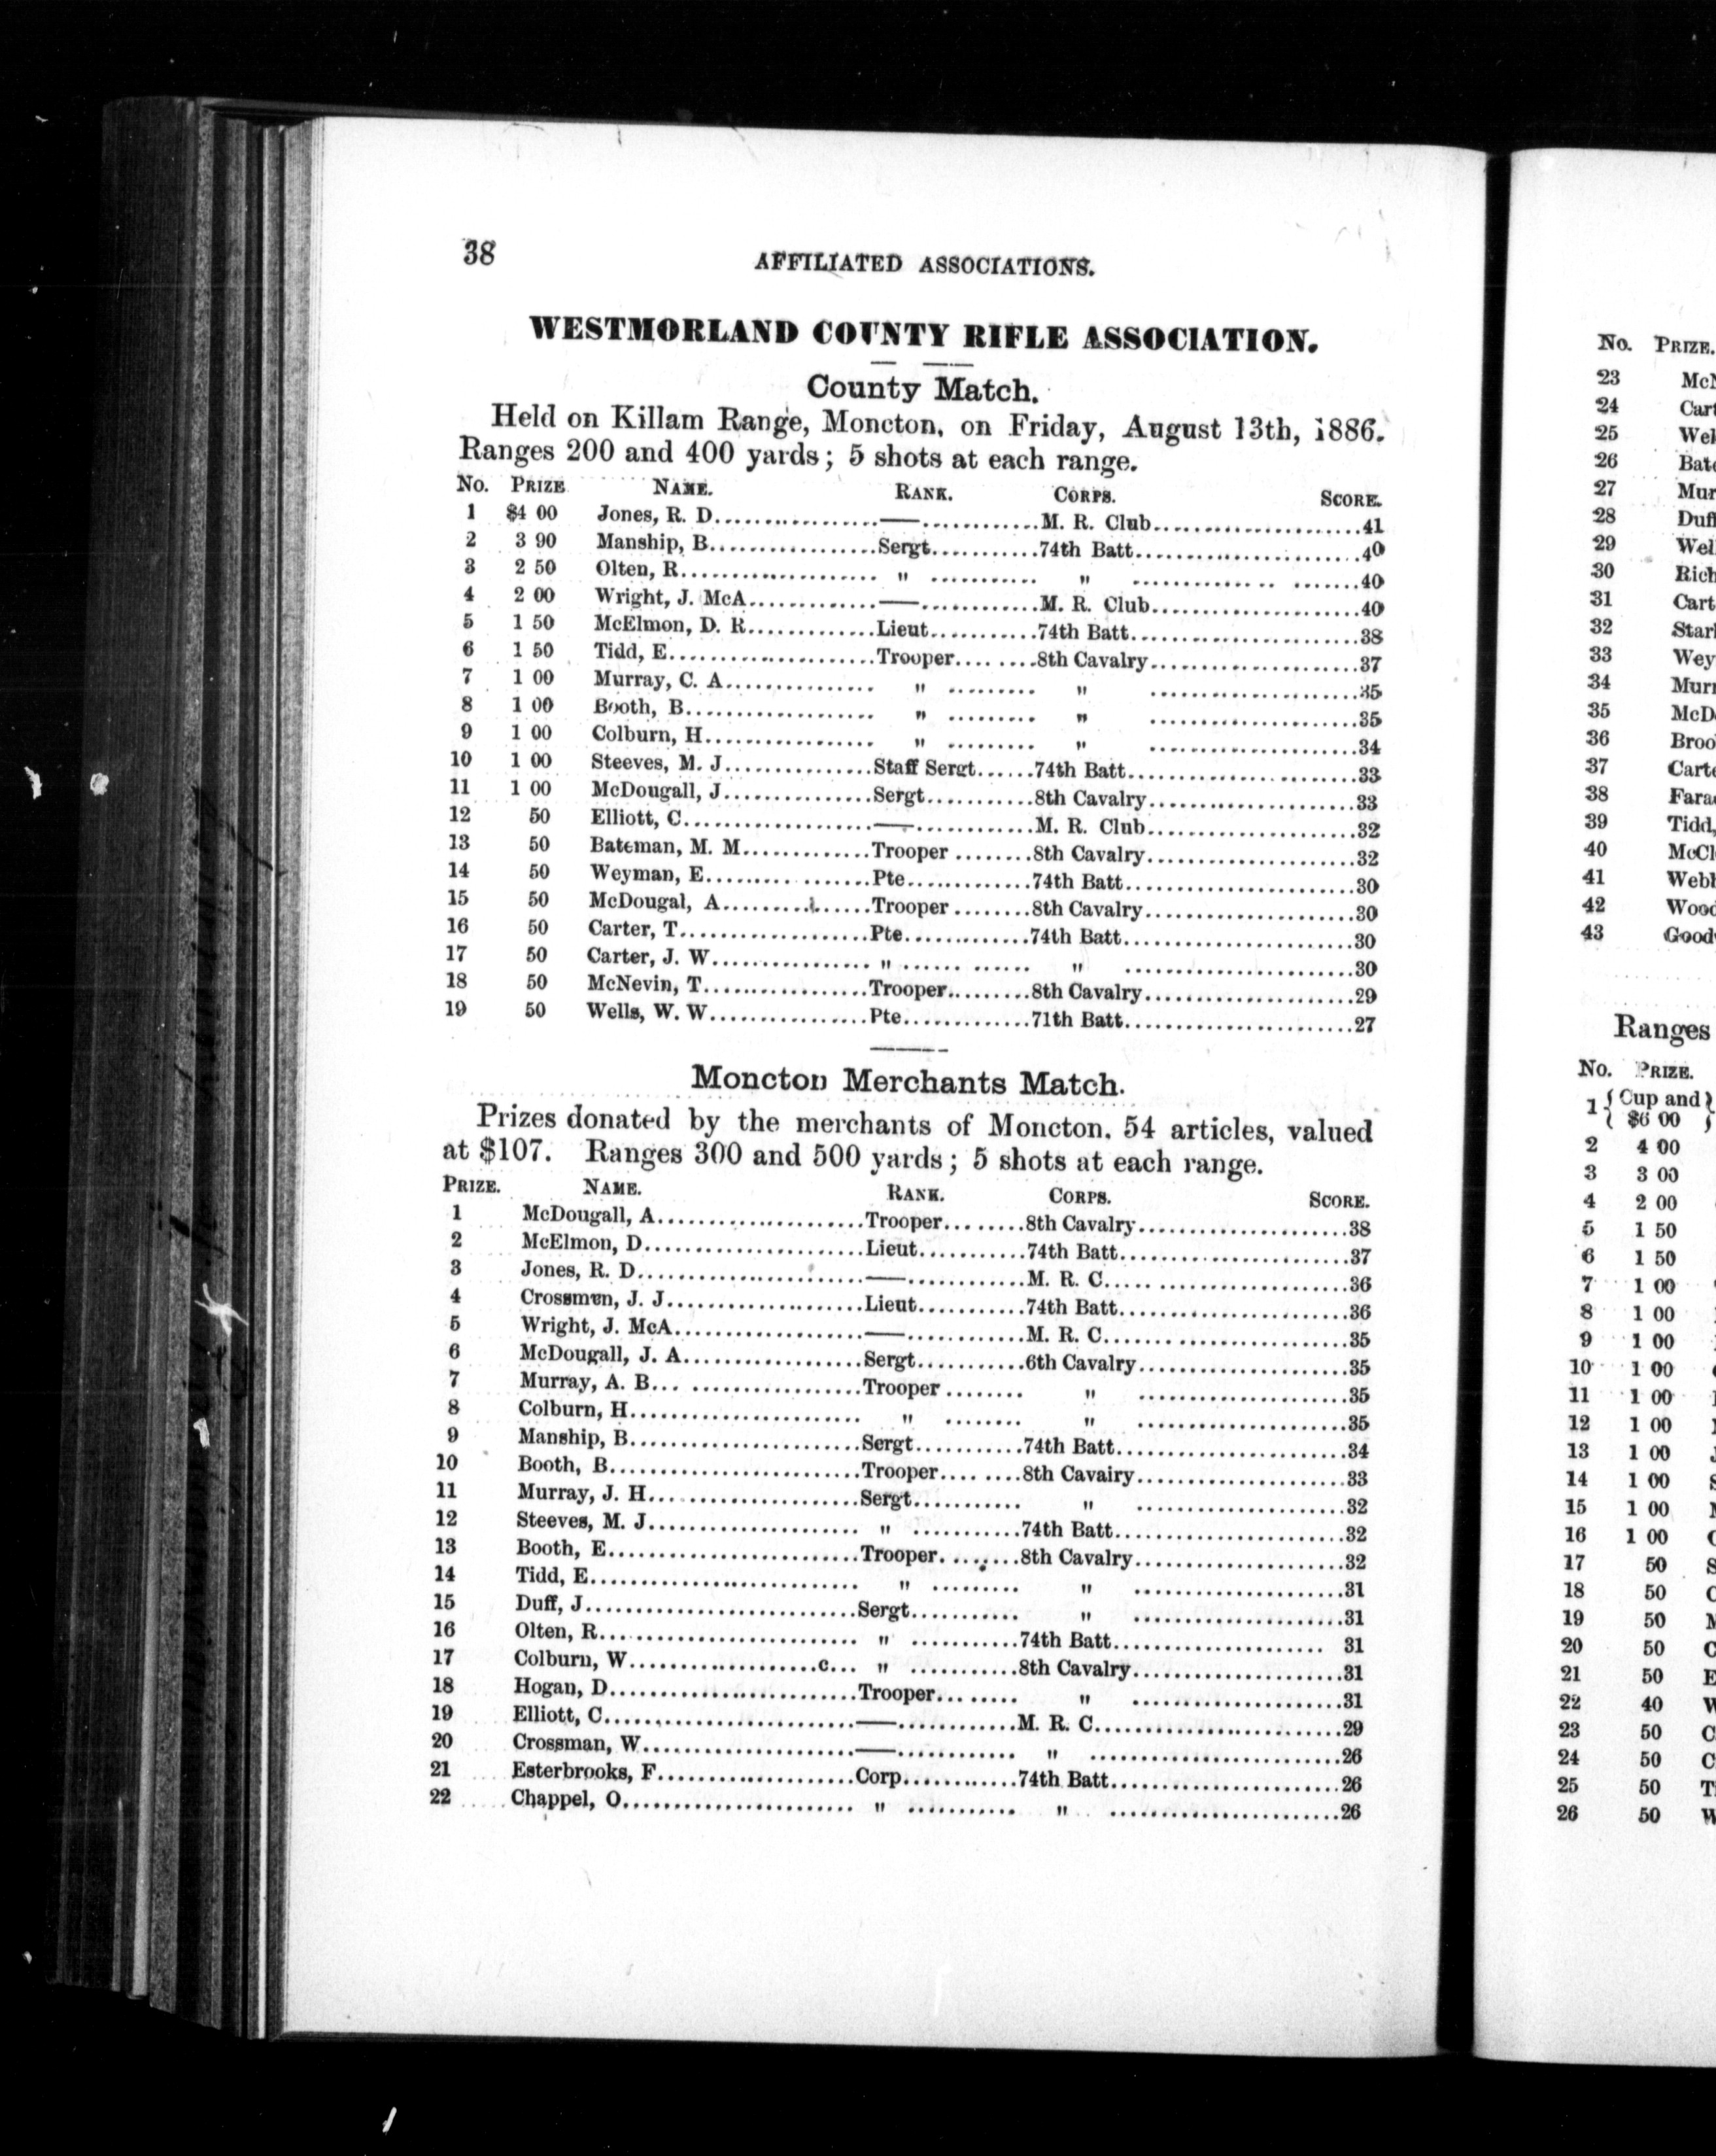 38
AFFILIATED ASSOCIATIONS.
WESTMORLAND COUNTY RIFLE ASSOCIATION.
County Match.
Held on Killam Range, Moncton, on Friday, August 13th, 1886.
Ranges 200 and 400 yards; 5 shots at each range.
No. PRIZE NAME. RANK. CORPS. SCORE.
1 $4 00 Jones, R. D.................——............M. R. Club....................41
2 3 90 Manship, B.................Sergt...........74th Batt......................40
3 2 50 Olten, R.................... " ........... " .....................40
4 2 00 Wright, J. McA.............——............M. R. Club....................40
5 1 50 McElmon, D. R.............Lieut...........74th Batt......................38
6 1 50 Tidd, E.....................Trooper........8th Cavalry....................37
7 1 00 Murray, C. A............... " ......... " .....................35
8 1 00 Booth, B................... " ......... " .....................35
9 1 00 Colburn, H................. " ......... " .....................34
10 1 00 Steeves, M. J...............Staff Sergt......74th Batt......................33
11 1 00 McDougall, J...............Sergt...........8th Cavalry....................33
12 50 Elliott, C...................——............M. R. Club....................32
13 50 Bateman, M. M.............Trooper ........8th Cavalry....................32
14 50 Weyman, E.................Pte.............74th Batt......................30
15 50 McDougal, A...............Trooper ........8th Cavalry....................30
16 50 Carter, T...................Pte.............74th Batt......................30
17 50 Carter, J. W................ " ...... ...... " ......................30
18 50 McNevin, T.................Trooper.........8th Cavalry....................29
19 50 Wells, W. W................Pte.............71th Batt......................27
Moncton Merchants Match.
Prizes donated by the merchants of Moncton. 54 articles, valued
at $107. Ranges 300 and 500 yards; 5 shots at each range.
PRIZE. NAME. RANK. CORPS. SCORE.
1 McDougall, A.....................Trooper........8th Cavalry.....................38
2 McElmon, D......................Lieut...........74th Batt.......................37
3 Jones, R. D.......................——............M. R. C........................36
4 Crossmen, J. J....................Lieut...........74th Batt.......................36
5 Wright, J. McA...................——............M. R. C........................35
6 McDougall, J. A..................Sergt...........6th Cavalry.....................35
7 Murray, A. B... .................Trooper ........ " .....................35
8 Colburn, H....................... " ........ " .....................35
9 Manship, B.......................Sergt...........74th Batt.......................34
10 Booth, B.........................Trooper.... ....8th Cavairy.....................33
11 Murray, J. H.....................Sergt........... " .....................32
12 Steeves, M. J..................... " ...........74th Batt.......................32
13 Booth, E.........................Trooper........8th Cavalry.....................32
14 Tidd, E........................... " ......... " .....................31
15 Duff, J...........................Sergt........... " .....................31
16 Olten, R.......................... " ...........74th Batt..................... 31
17 Colburn, W...................c... " ...........8th Cavalry.....................31
18 Hogan, D.........................Trooper......... " .....................31
19 Elliott, C.........................——............M. R. C.........................29
20 Crossman, W.....................——............ " .........................26
21 Esterbrooks, F....................Corp...........74th Batt.......................26
22 Chappel, O....................... " ........... " .......................26
No. PRIZE.
23
24
25
26
27
28
29
30
31
32
33
34
35
36
37
38
39 Tidd,
40
41
42
43
Ranges
No. PRIZE.
1 { Cup and }
$6 00
2 4 00
3 3 00
4 2 00
5 1 50
6 1 50
7 1 00
8 1 00
9 1 00
10 1 00
11 1 00
12 1 00
13 1 00
14 1 00
15 1 00
16 1 00
17 50
18 50
19 50
20 50
21 50
22 40
23 50
24 50
25 50
26 50